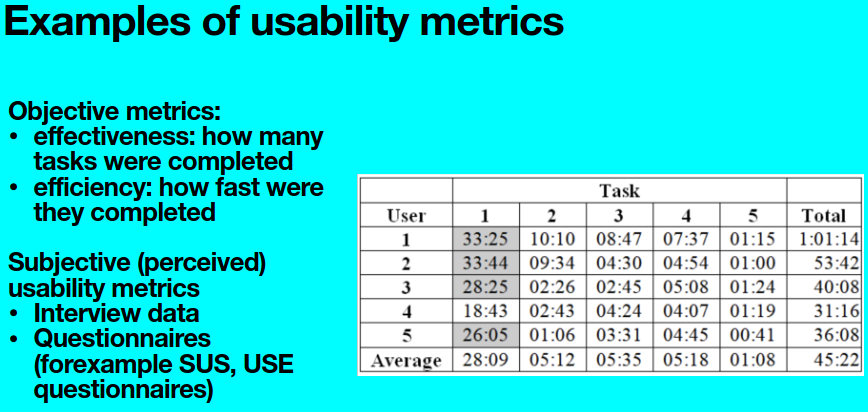 Examples of usability metrics
Objective metrics:
• effectiveness: how many
tasks were completed
• efficiency: how fast were
they completed
Subjective (perceived)
usability metrics
• Interview data
• Questionnaires
(forexample SUS, USE
questionnaires)
Task
User 1 2 3 4 5 Total
1 33:25 10:10 08:47 07:37 01:15 1:01:14
2 33:44 09:34 04:30 04:54 01:00 53:42
3 28:25 02:26 02:45 05:08 01:24 40:08
4 18:43 02:43 04:24 04:07 01:19 31:16
5 26:05 01:06 03:31 04:45 00:41 36:08
Average 28:09 05:12 05:35 05:18 01:08 45:22